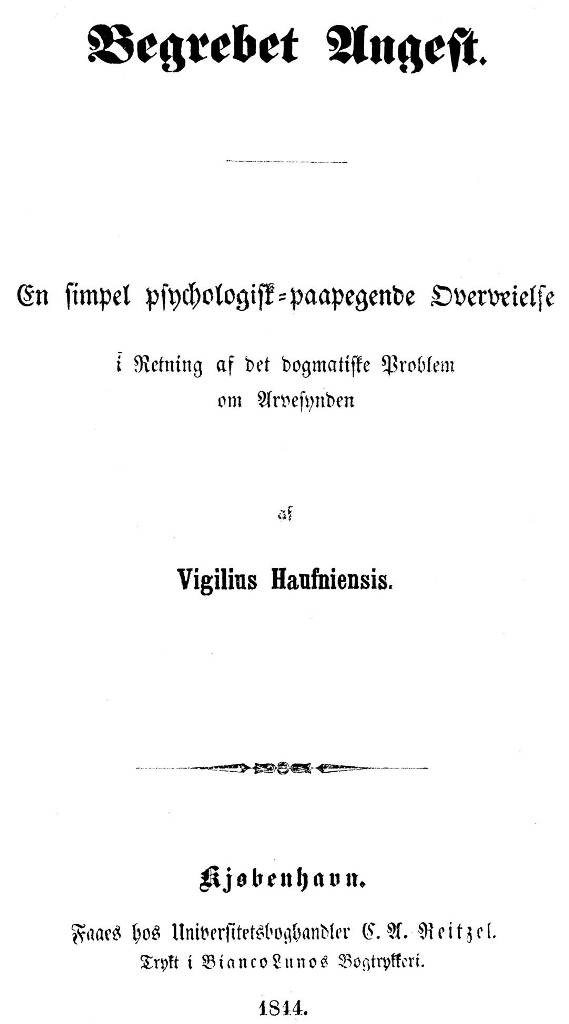 Begrebet Angest.
En simpel psychologisk-paapegende Overveielse
i Retning af det dogmatiske Problem
om Arvesynden
af
Vigilius Haufniensis.
Kjøbenhavn.
Faaes hos Universitetsboghandler C. A. Reitzel.
Trykt i Bianco Lunos Bogtrykkeri.
1844.